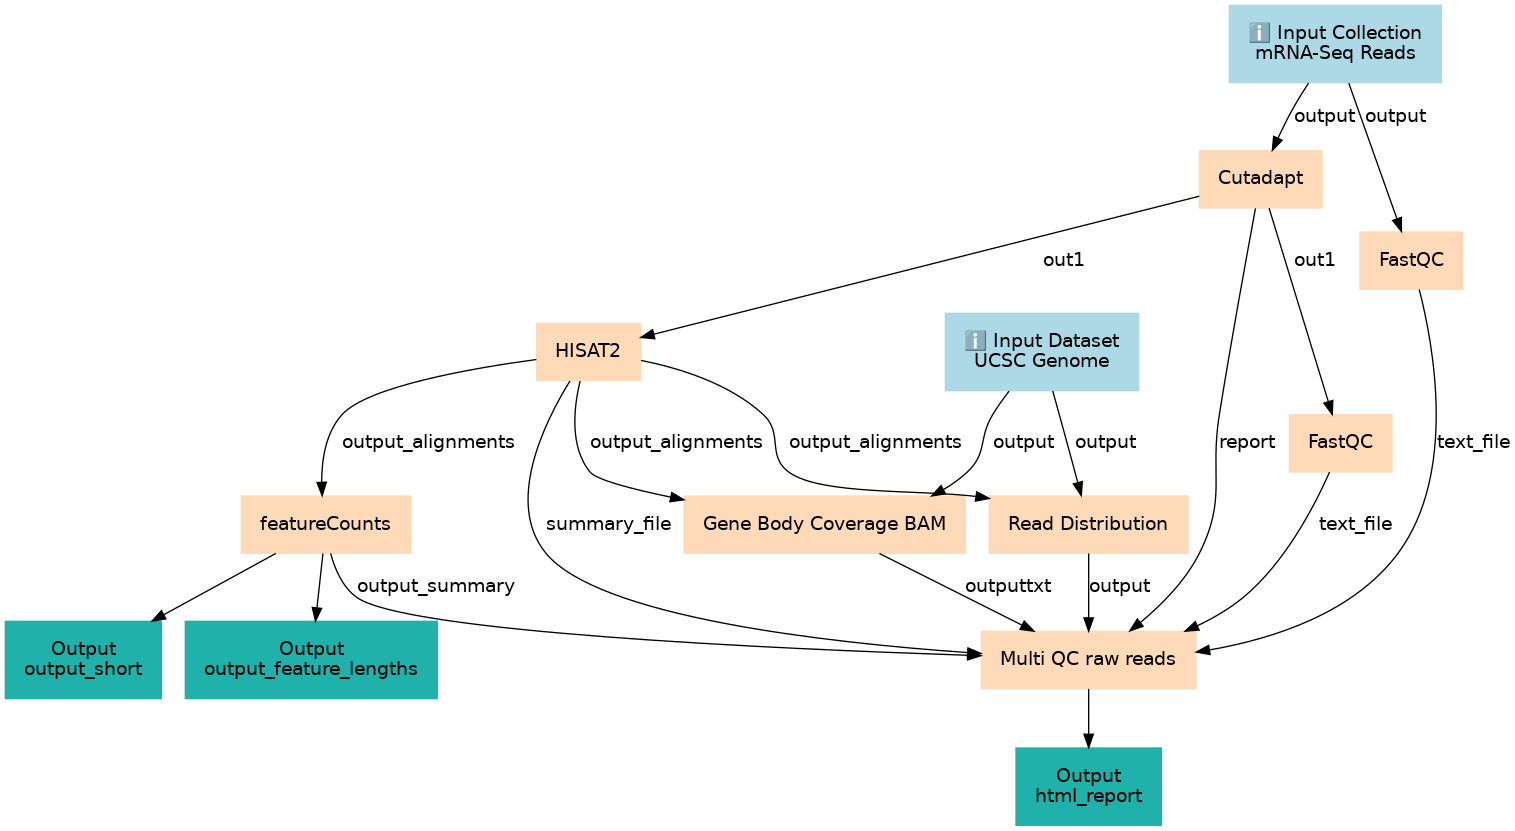 ℹ️ Input Collection
mRNA-Seq Reads
output
output
Cutadapt
FastQC
out1
out1
ℹ️ Input Dataset
UCSC Genome
HISAT2
FastQC
output_alignments
output_alignments
output_alignments
output
output
report
text_file
featureCounts
summary_file
Gene Body Coverage BAM
Read Distribution
text_file
output_summary
outputtxt
output
Output
output_short
Output
output_feature_lengths
Multi QC raw reads
Output
html_report